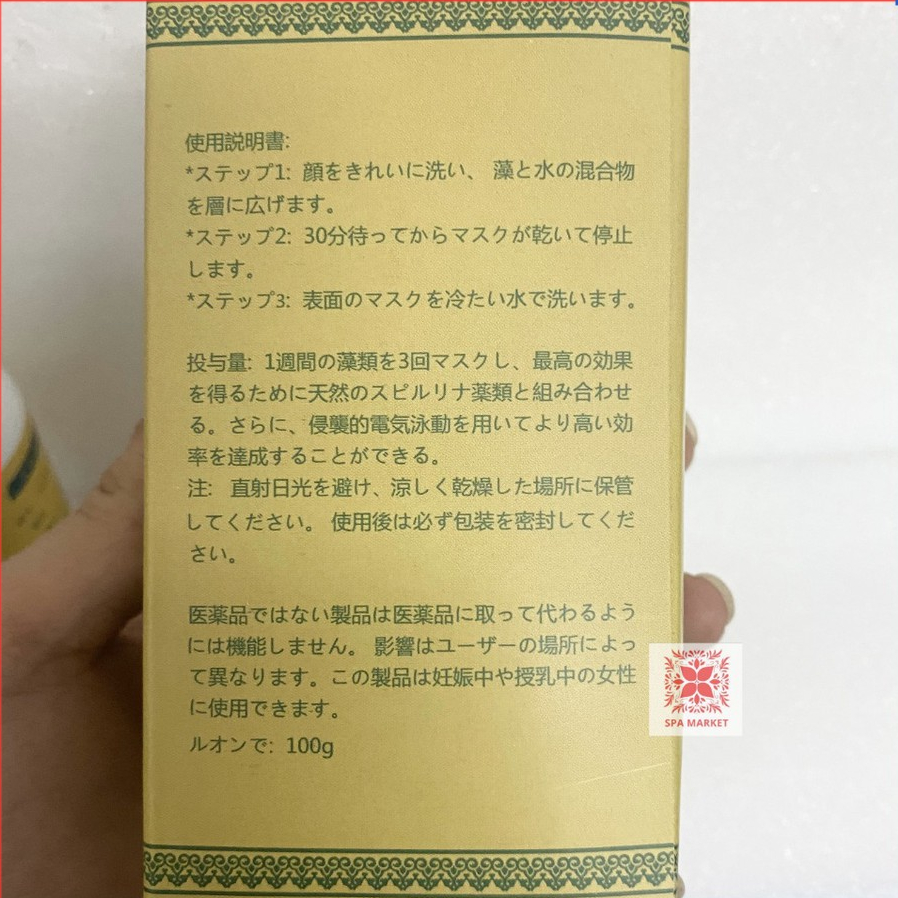 使用説明書:
*ステップ1: 顔をきれいに洗い、 藻と水の混合物
を層に広げます。
*ステップ2: 30分待ってからマスクが乾いて停止
します。
*ステップ3: 表面のマスクを冷たい水で洗います。
投与量: 1週間の藻類を3回マスクし、最高の効果
を得るために天然のスピルリナ薬類と組み合わせ
る。さらに、侵襲的電気泳動を用いてより高い効
率を達成することができる。
注: 直射日光を避け、涼しく乾燥した場所に保管
してください。 使用後は必ず包装を密封してくだ
さい。
医薬品ではない製品は医薬品に取って代わるよう
には機能しません。 影響はユーザーの場所によっ
て異なります。この製品は妊娠中や授乳中の女性
に使用できます。
ルオンで: 100g
SPA MARKET